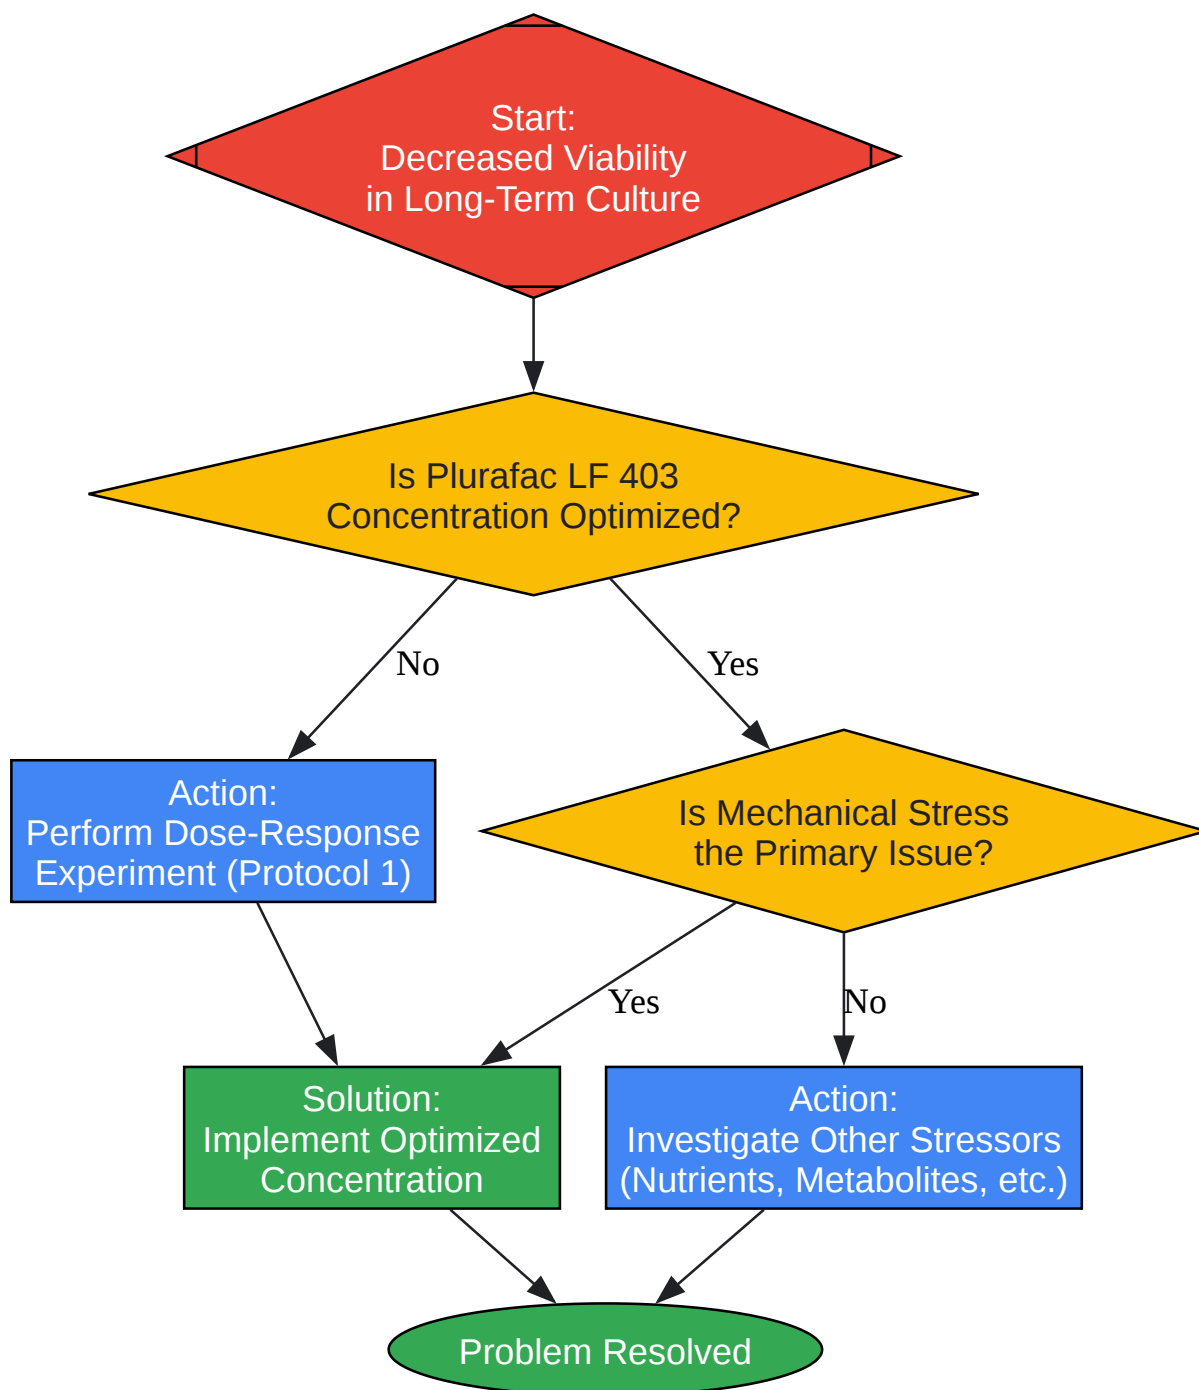 Start:
Decreased Viability
in Long-Term Culture
Is Plurafac LF 403
Concentration Optimized?
No
Yes
Action:
Perform Dose-Response
Experiment (Protocol 1)
Is Mechanical Stress
the Primary Issue?
Yes
No
Solution:
Implement Optimized
Concentration
Action:
Investigate Other Stressors
(Nutrients, Metabolites, etc.)
Problem Resolved